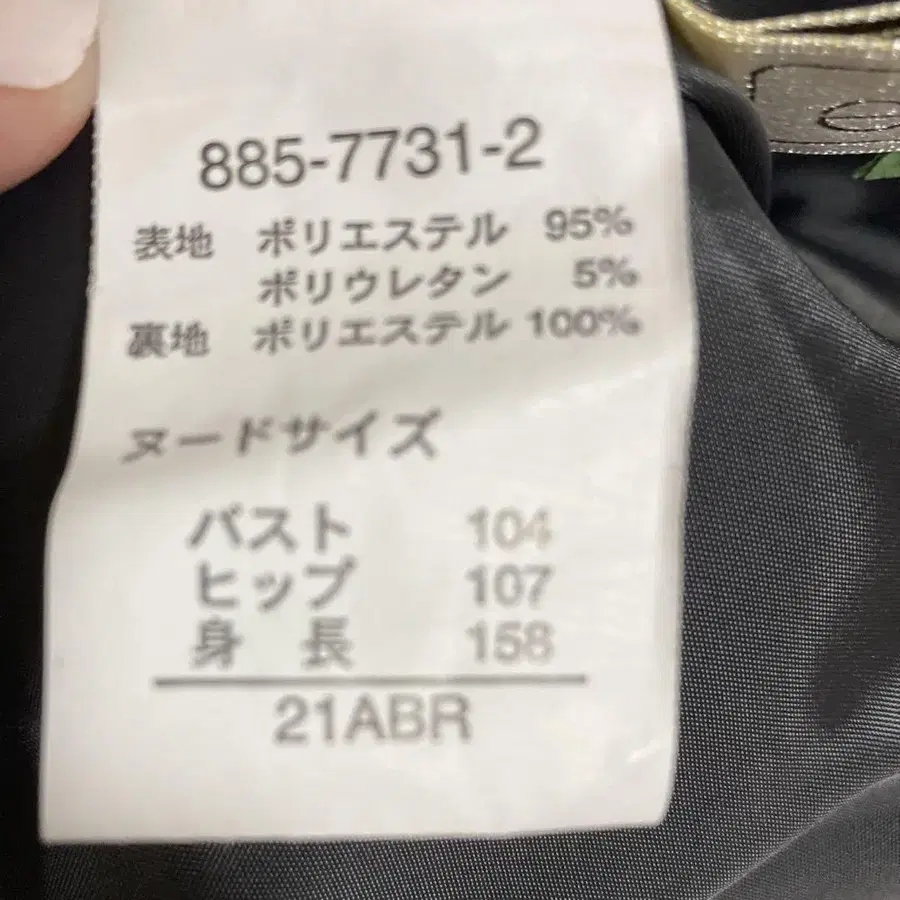 885-7731-2
表地 ポリエステル 95%
ポリウレタン 5%
裏地 ポリエステル 100%
ヌードサイズ
バスト 104
ヒップ 107
身 長 158
21ABR